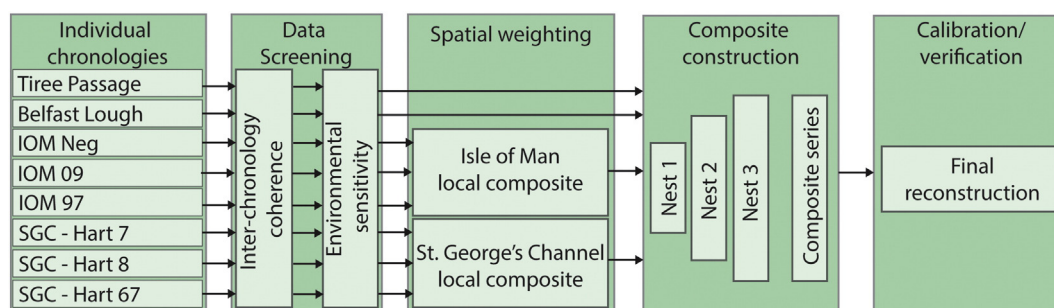 Individual
chronologies
Tiree Passage
Belfast Lough
IOM Neg
IOM 09
IOM 97
SGC - Hart 7
SGC - Hart 8
SGC - Hart 67
Data
Screening
Inter-chronology
coherence
Environmental
sensitivity
Spatial weighting
Isle of Man
local composite
St. George's Channel
local composite
Composite
construction
Nest 1
Nest 2
Nest 3
Composite series
Calibration/
verification
Final
reconstruction